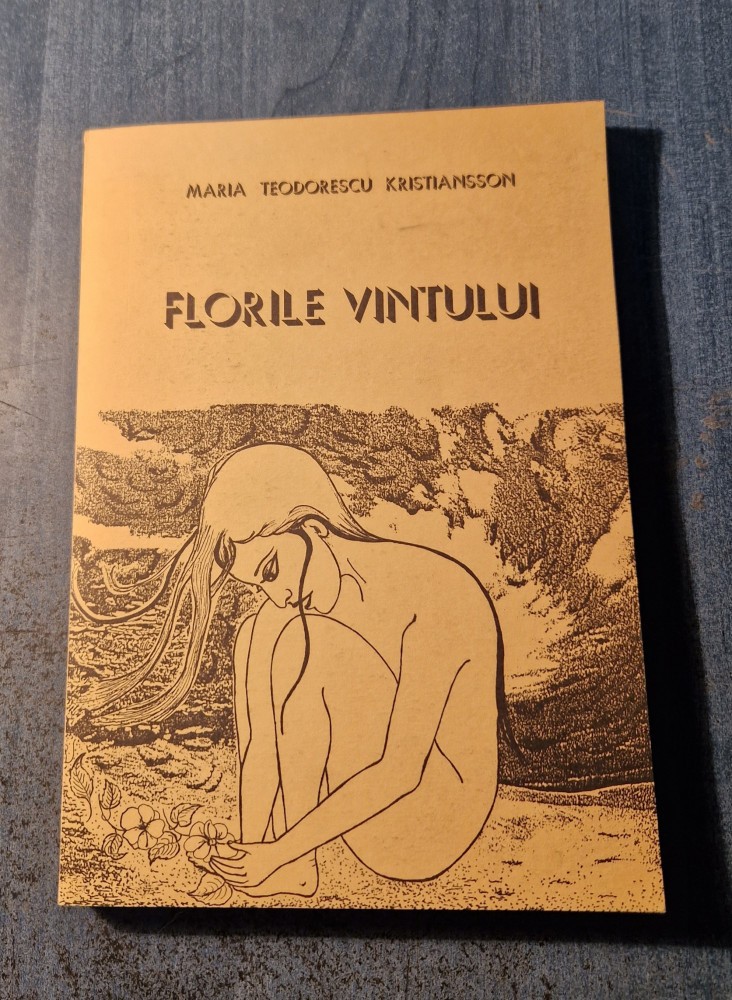 MARIA TEODORESCU KRISTIANSSON
FLORILE VINTULUI